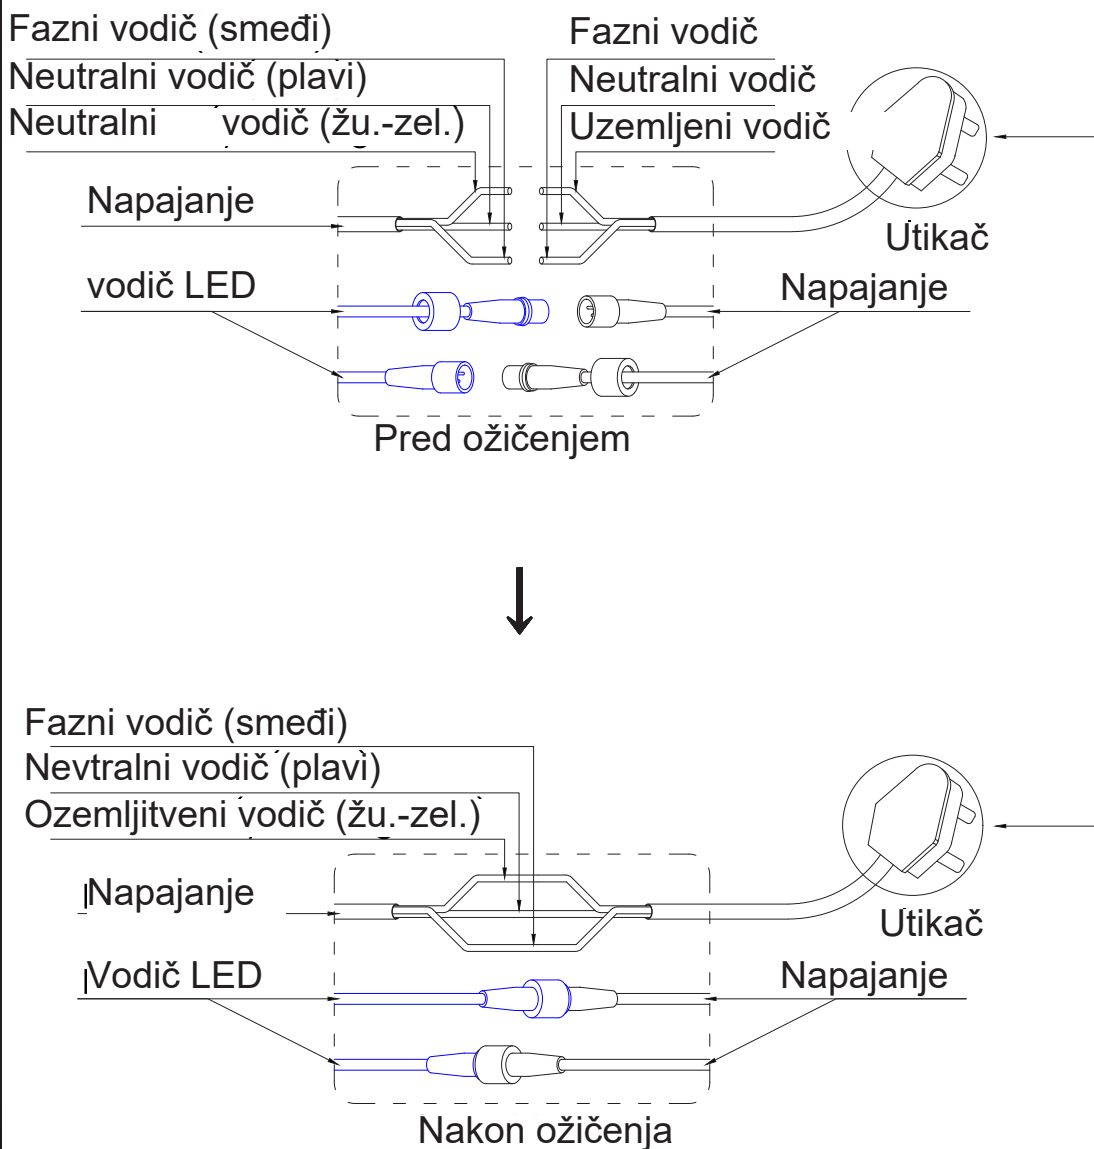 Fazni vodič (smeđi)
Neutralni vodič (plavi)
Neutralni vodič (žu.-zel.)
Fazni vodič
Neutralni vodič
Uzemljeni vodič
Napajanje
Utikač
vodič LED
Napajanje
Pred ožičenjem
Fazni vodič (smeđi)
Nevtralni vodič (plavi)
Ozemljitveni vodič (žu.-zel.)
Napajanje
Utikač
Vodič LED
Napajanje
Nakon ožičenja